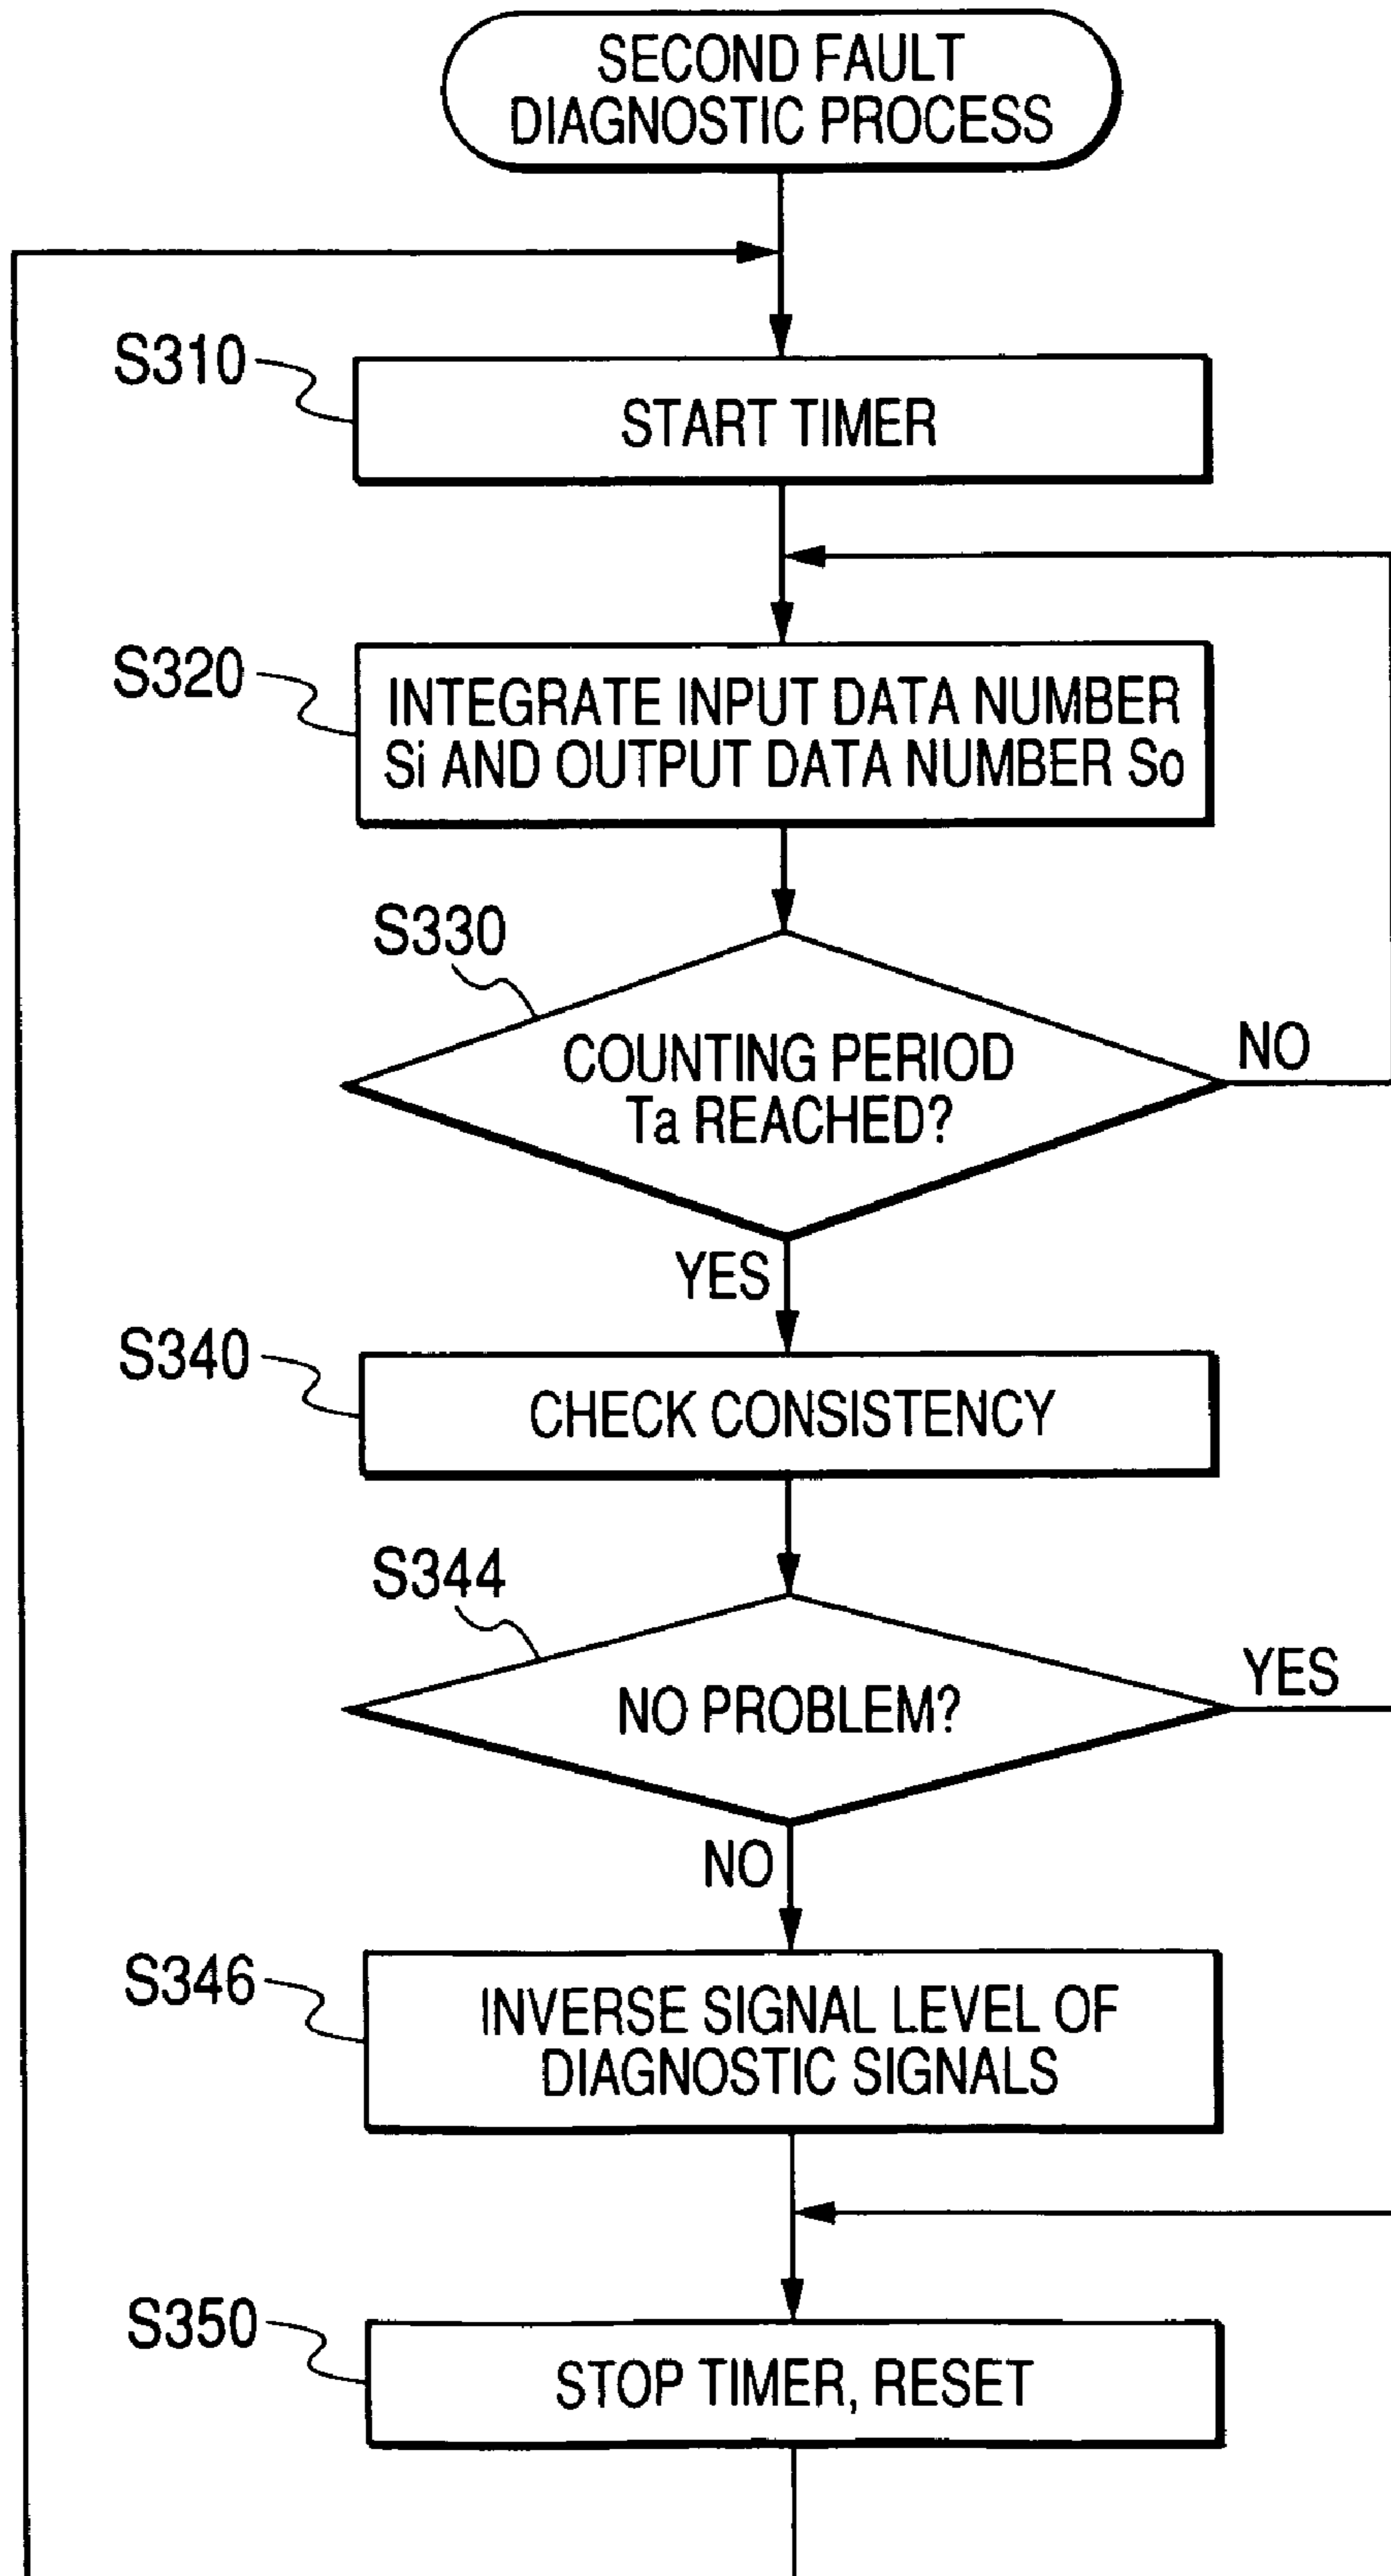 SECOND FAULT
DIAGNOSTIC PROCESS
S310
START TIMER
S320
INTEGRATE INPUT DATA NUMBER
Si AND OUTPUT DATA NUMBER So
S330
COUNTING PERIOD
Ta REACHED?
NO
YES
S340
CHECK CONSISTENCY
S344
NO PROBLEM?
YES
NO
S346
INVERSE SIGNAL LEVEL OF
DIAGNOSTIC SIGNALS
S350
STOP TIMER, RESET